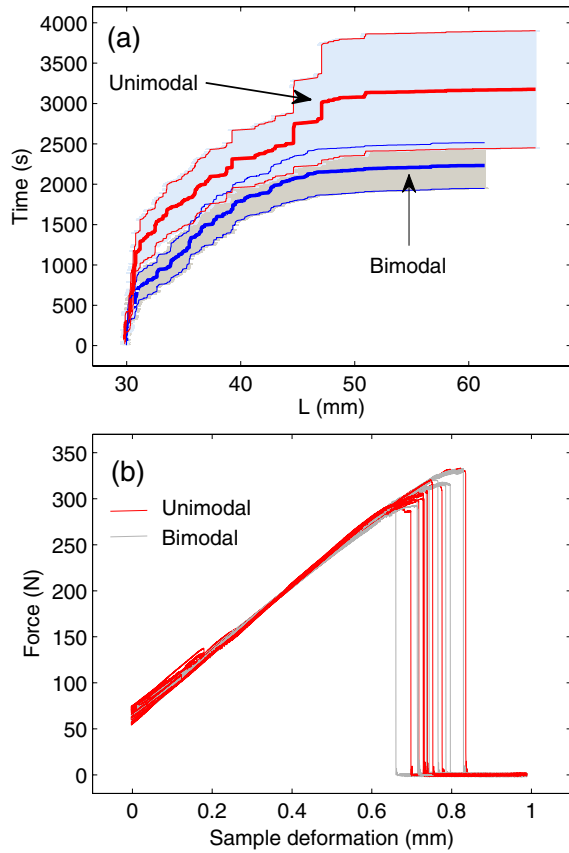 (a)
4000
3500
3000
2500
2000
1500
1000
500
0
Time (s)
Unimodal
Bimodal
30
40
50
60
L (mm)
(b)
350
300
250
200
150
100
50
0
Force (N)
Unimodal
Bimodal
0
0.2
0.4
0.6
0.8
1
Sample deformation (mm)